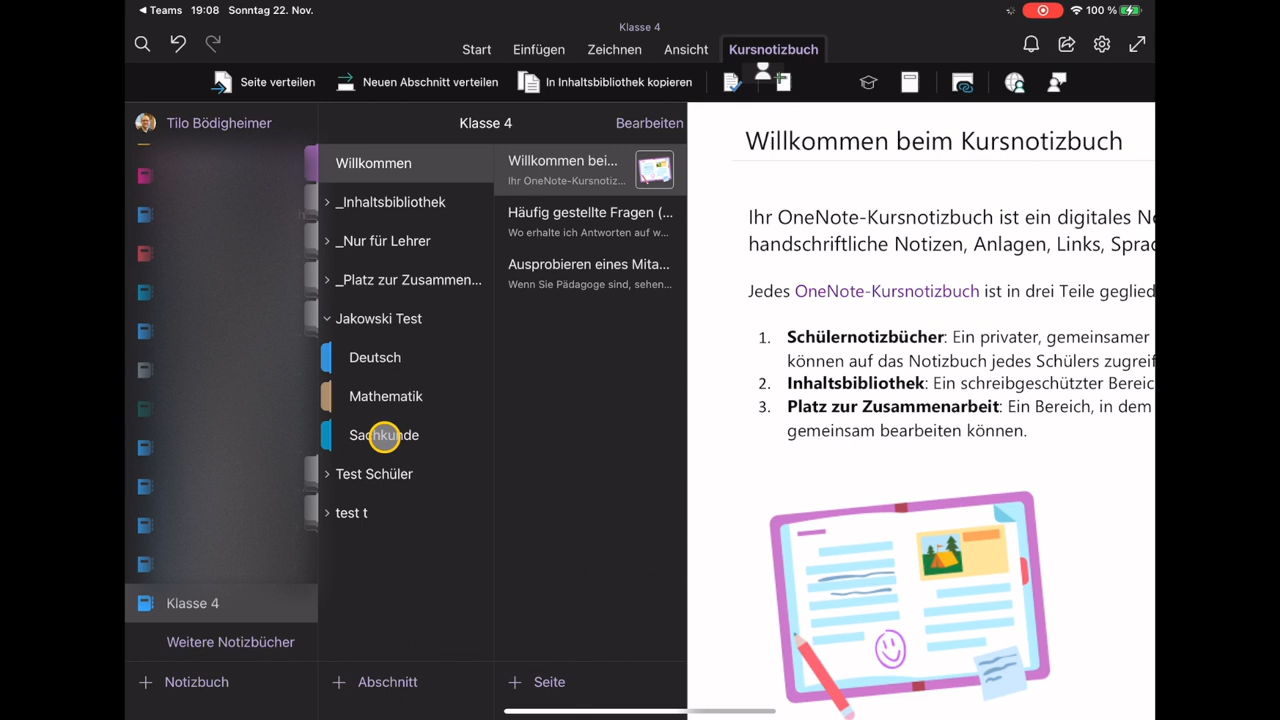 Teams 19:08 Sonntag 22. Nov.
100 %
Klasse 4
Start Einfügen Zeichnen Ansicht Kursnotizbuch
Seite verteilen Neuen Abschnitt verteilen In Inhaltsbibliothek kopieren
Tilo Bödigheimer
Klasse 4
Weitere Notizbücher
Notizbuch
Klasse 4 Bearbeiten
Willkommen
_Inhaltsbibliothek
_Nur für Lehrer
_Platz zur Zusammen...
Jakowski Test
Deutsch
Mathematik
Sachkunde
Test Schüler
test t
Abschnitt
Willkommen bei...
Ihr OneNote-Kursnotiz...
Häufig gestellte Fragen (...
Wo erhalte ich Antworten auf w...
Ausprobieren eines Mita...
Wenn Sie Pädagoge sind, sehen...
Seite
Willkommen beim Kursnotizbuch
Ihr OneNote-Kursnotizbuch ist ein digitales No
handschriftliche Notizen, Anlagen, Links, Sprac
Jedes OneNote-Kursnotizbuch ist in drei Teile geglied
1. Schülernotizbücher: Ein privater, gemeinsamer
können auf das Notizbuch jedes Schülers zugreif
2. Inhaltsbibliothek: Ein schreibgeschützter Bereic
3. Platz zur Zusammenarbeit: Ein Bereich, in dem
gemeinsam bearbeiten können.